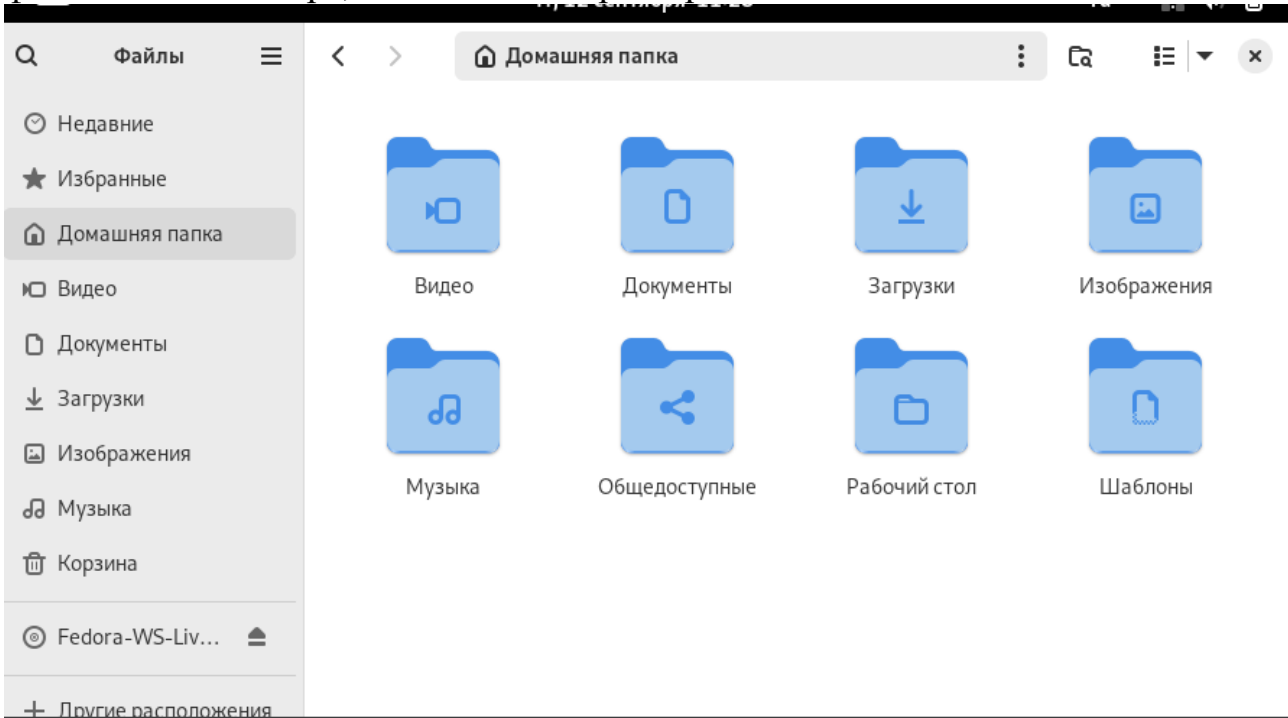 Файлы
Домашняя папка
Недавние
Избранные
Домашняя папка
Видео
Документы
Загрузки
Изображения
Музыка
Корзина
Fedora-WS-Liv...
Другие расположения
Видео
Документы
Загрузки
Изображения
Музыка
Общедоступные
Рабочий стол
Шаблоны